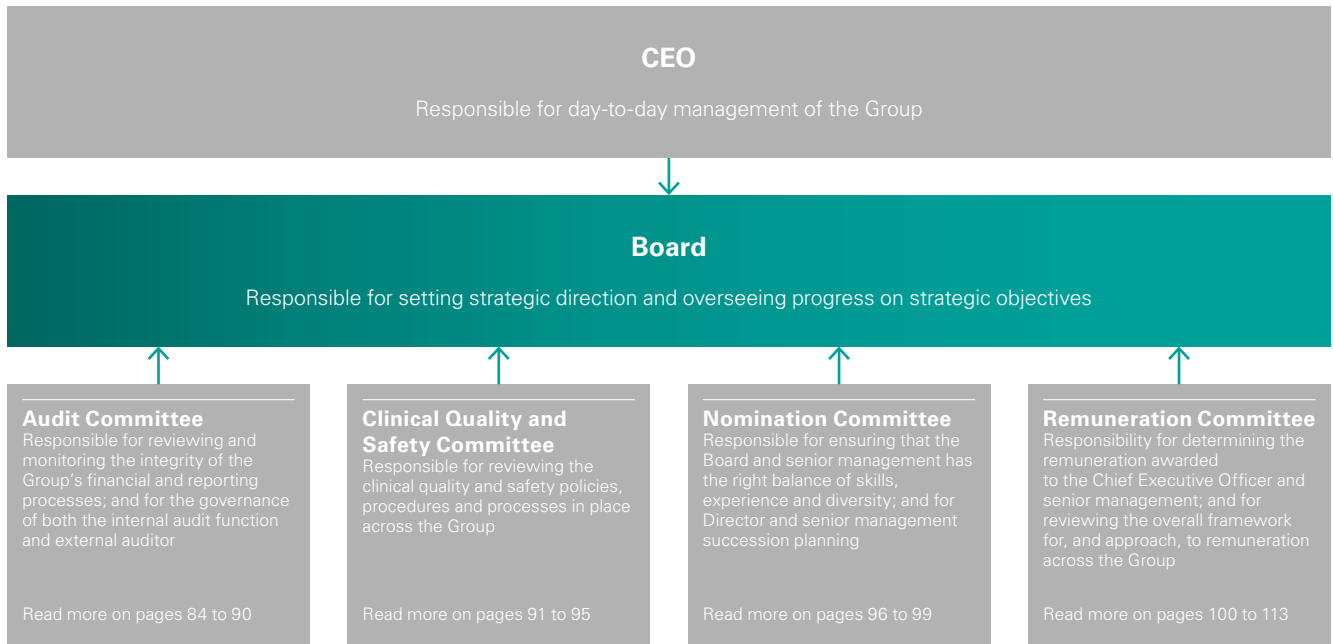 CEO
Responsible for day-to-day management of the Group
Board
Responsible for setting strategic direction and overseeing progress on strategic objectives
Audit Committee
Responsible for reviewing and
monitoring the integrity of the
Group's financial and reporting
processes; and for the governance
of both the internal audit function
and external auditor
Read more on pages 84 to 90
Clinical Quality and
Safety Committee
Responsible for reviewing the
clinical quality and safety policies,
procedures and processes in place
across the Group
Read more on pages 91 to 95
Nomination Committee
Responsible for ensuring that the
Board and senior management has
the right balance of skills,
experience and diversity; and for
Director and senior management
succession planning
Read more on pages 96 to 99
Remuneration Committee
Responsibility for determining the
remuneration awarded
to the Chief Executive Officer and
senior management; and for
reviewing the overall framework
for, and approach, to remuneration
across the Group
Read more on pages 100 to 113